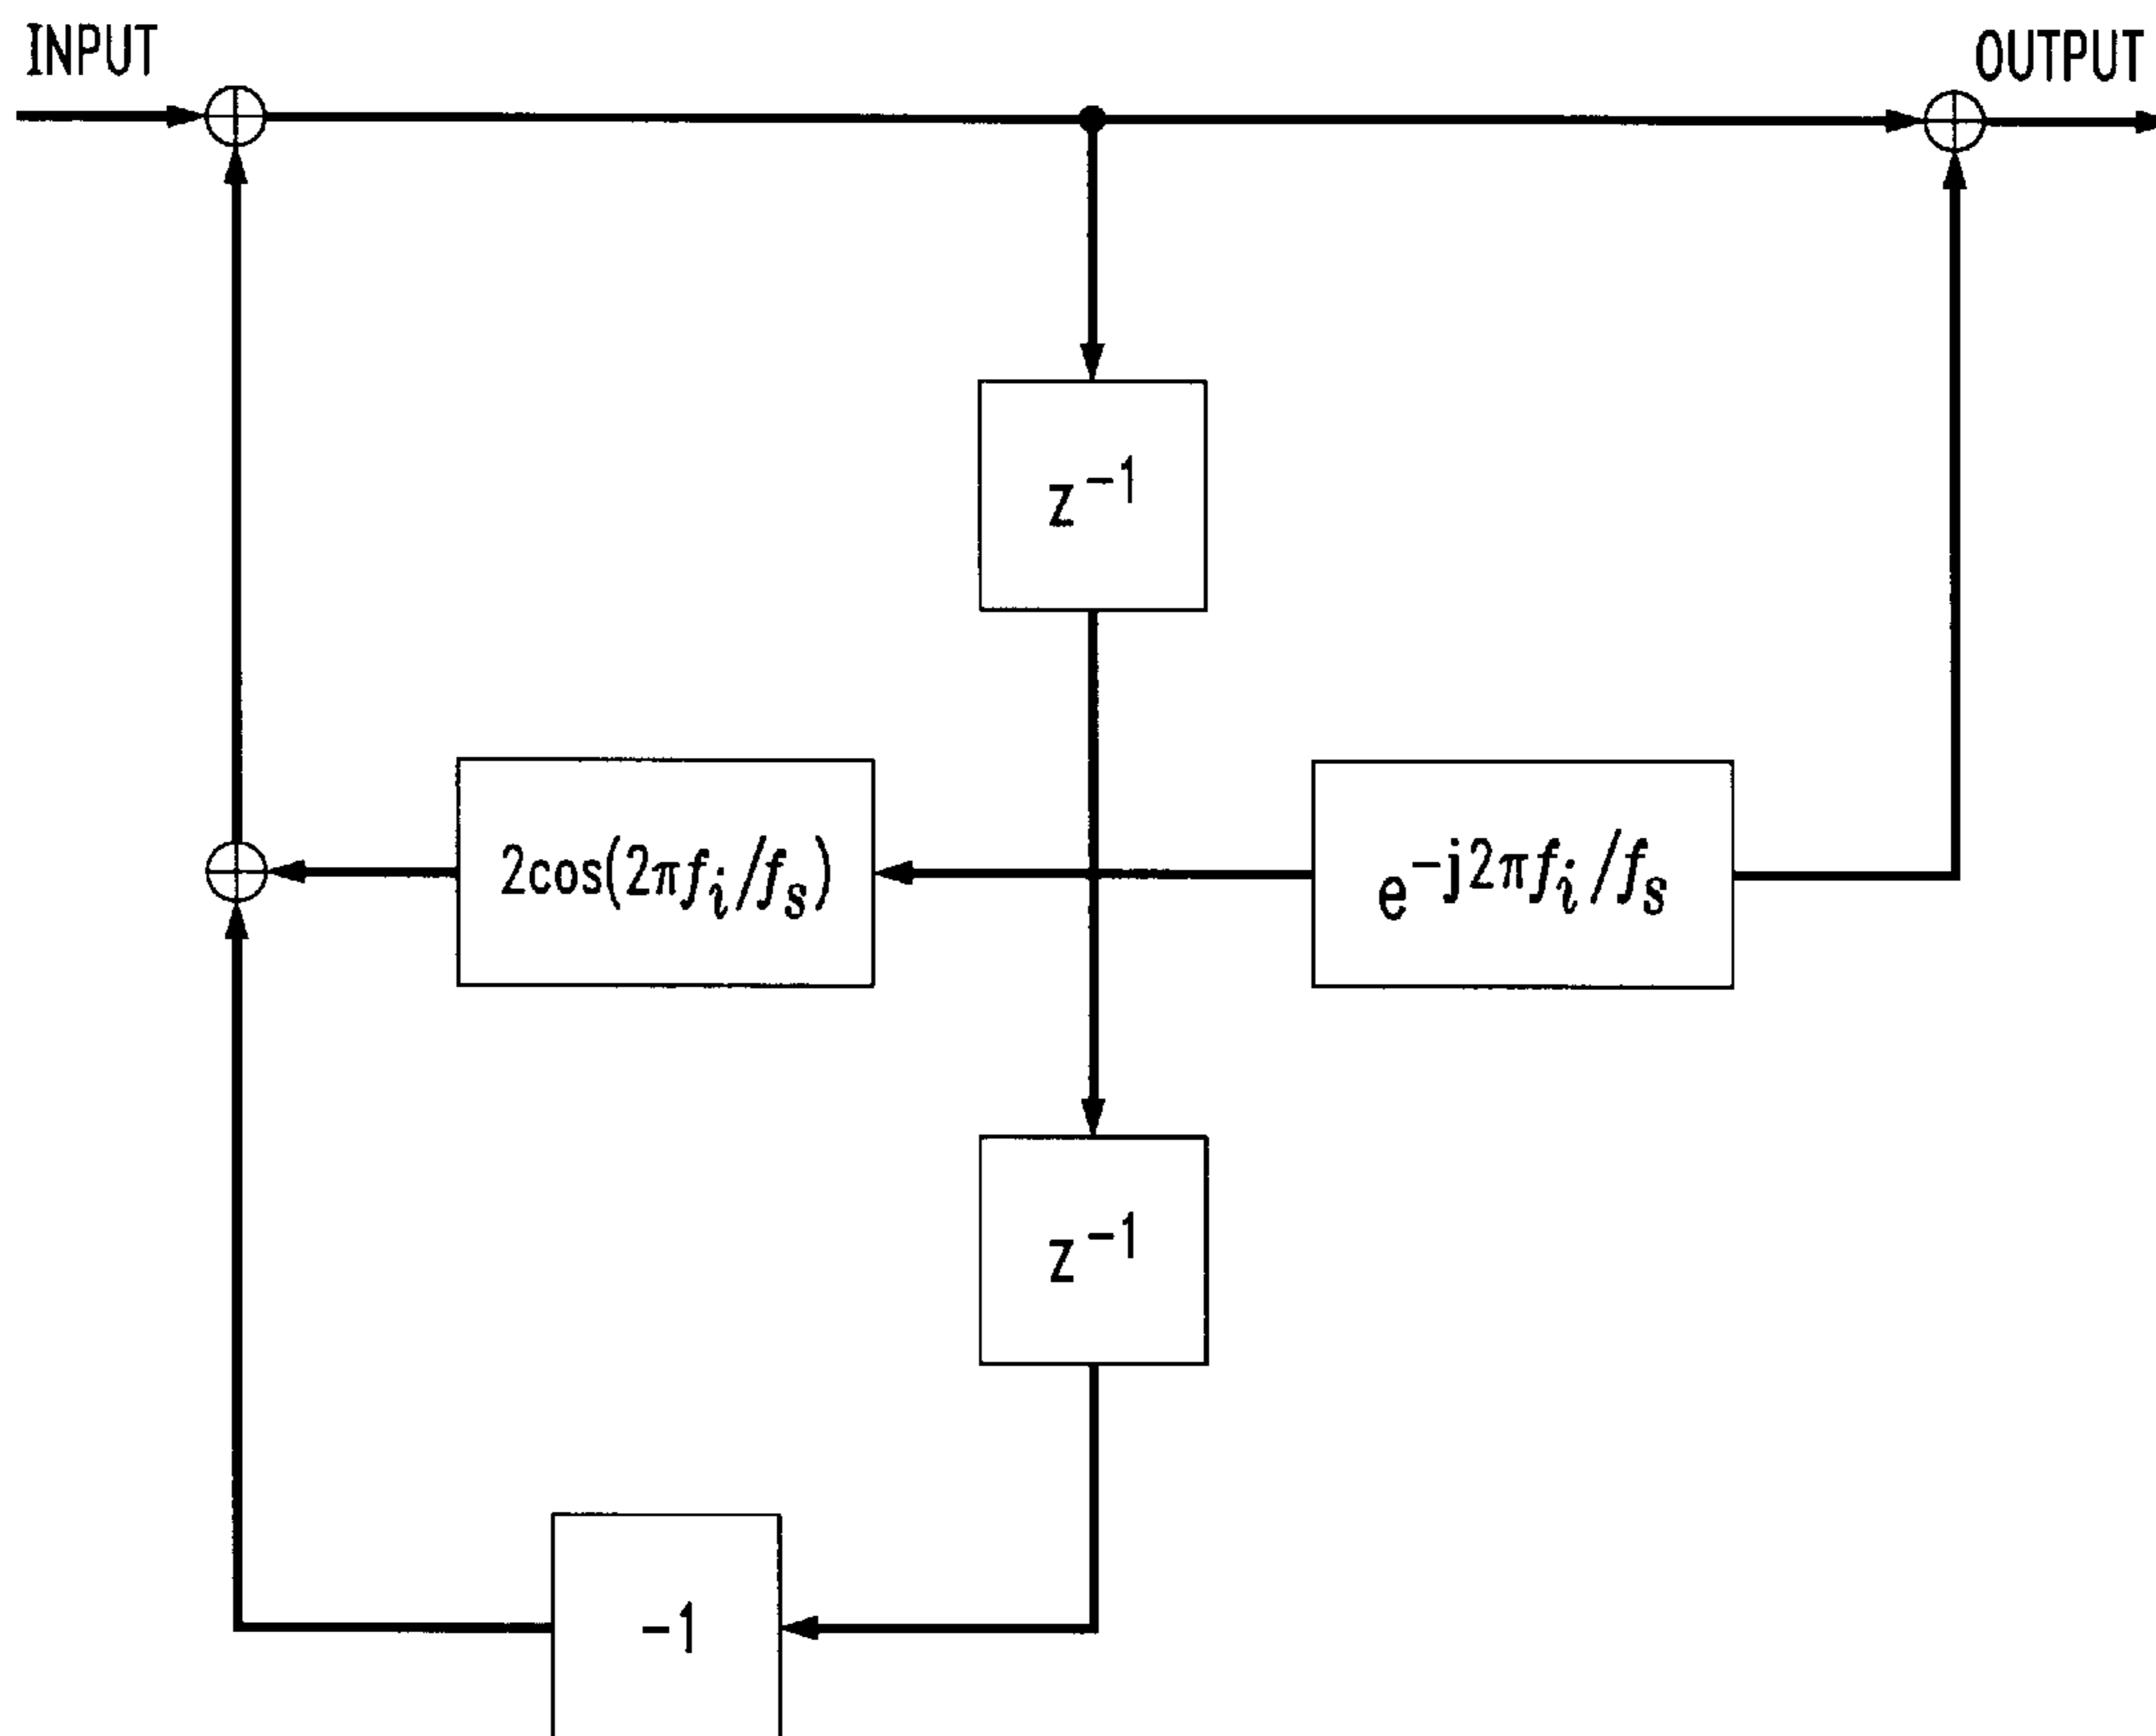 INPUT
OUTPUT
z⁻¹
2cos(2πfᵢ/fₛ)
e^−j2πfᵢ/fₛ
z⁻¹
−1